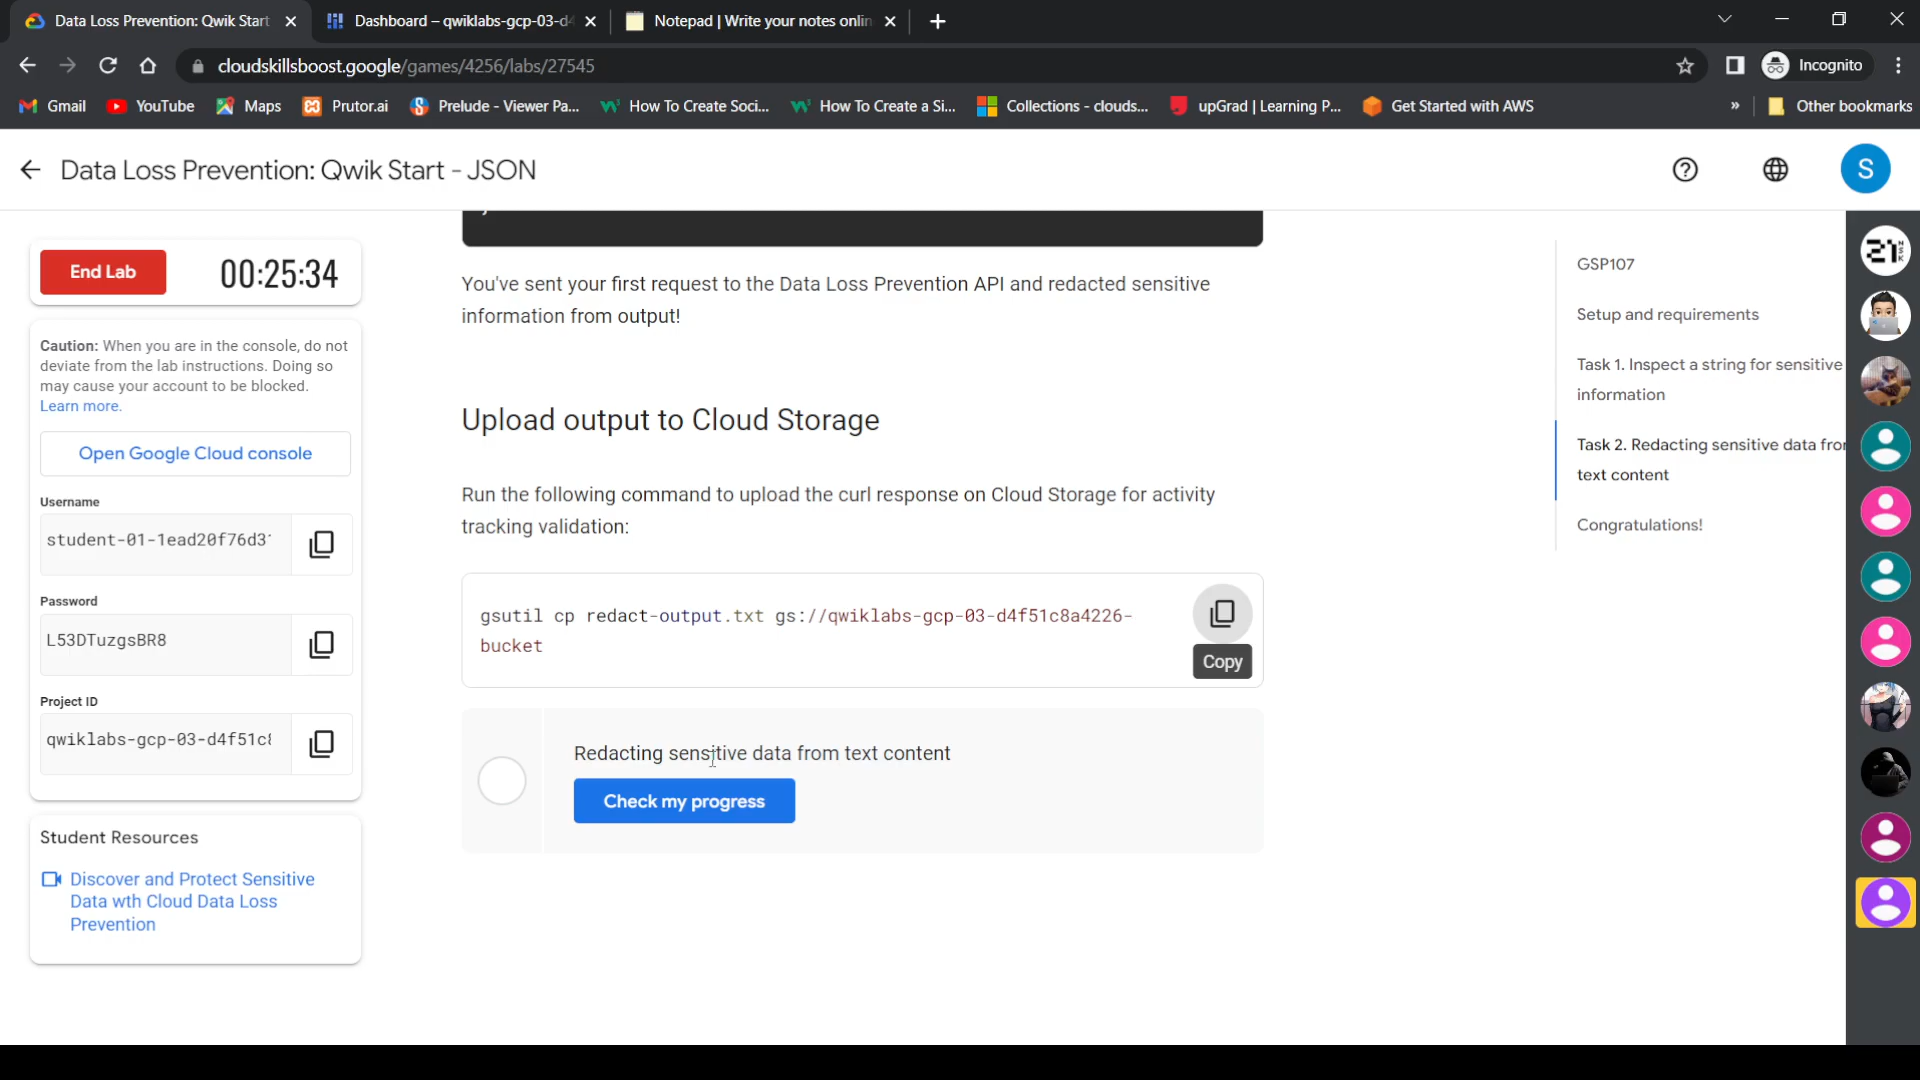 Data Loss Prevention: Qwik Start
Dashboard – qwiklabs-gcp-03-d4
Notepad | Write your notes onlin
cloudskillsboost.google/games/4256/labs/27545
Incognito
Gmail
YouTube
Maps
Prutor.ai
Prelude - Viewer Pa...
How To Create Soci...
How To Create a Si...
Collections - clouds...
upGrad | Learning P...
Get Started with AWS
»
Other bookmarks
Data Loss Prevention: Qwik Start - JSON
S
End Lab
00:25:34
Caution: When you are in the console, do not
deviate from the lab instructions. Doing so
may cause your account to be blocked.
Learn more.
Open Google Cloud console
Username
student-01-1ead20f76d3
Password
L53DTuzgsBR8
Project ID
qwiklabs-gcp-03-d4f51c
Student Resources
Discover and Protect Sensitive
Data wth Cloud Data Loss
Prevention
You've sent your first request to the Data Loss Prevention API and redacted sensitive
information from output!
Upload output to Cloud Storage
Run the following command to upload the curl response on Cloud Storage for activity
tracking validation:
gsutil cp redact-output.txt gs://qwiklabs-gcp-03-d4f51c8a4226-
bucket
Copy
Redacting sensitive data from text content
Check my progress
GSP107
Setup and requirements
Task 1. Inspect a string for sensitive
information
Task 2. Redacting sensitive data fro
text content
Congratulations!